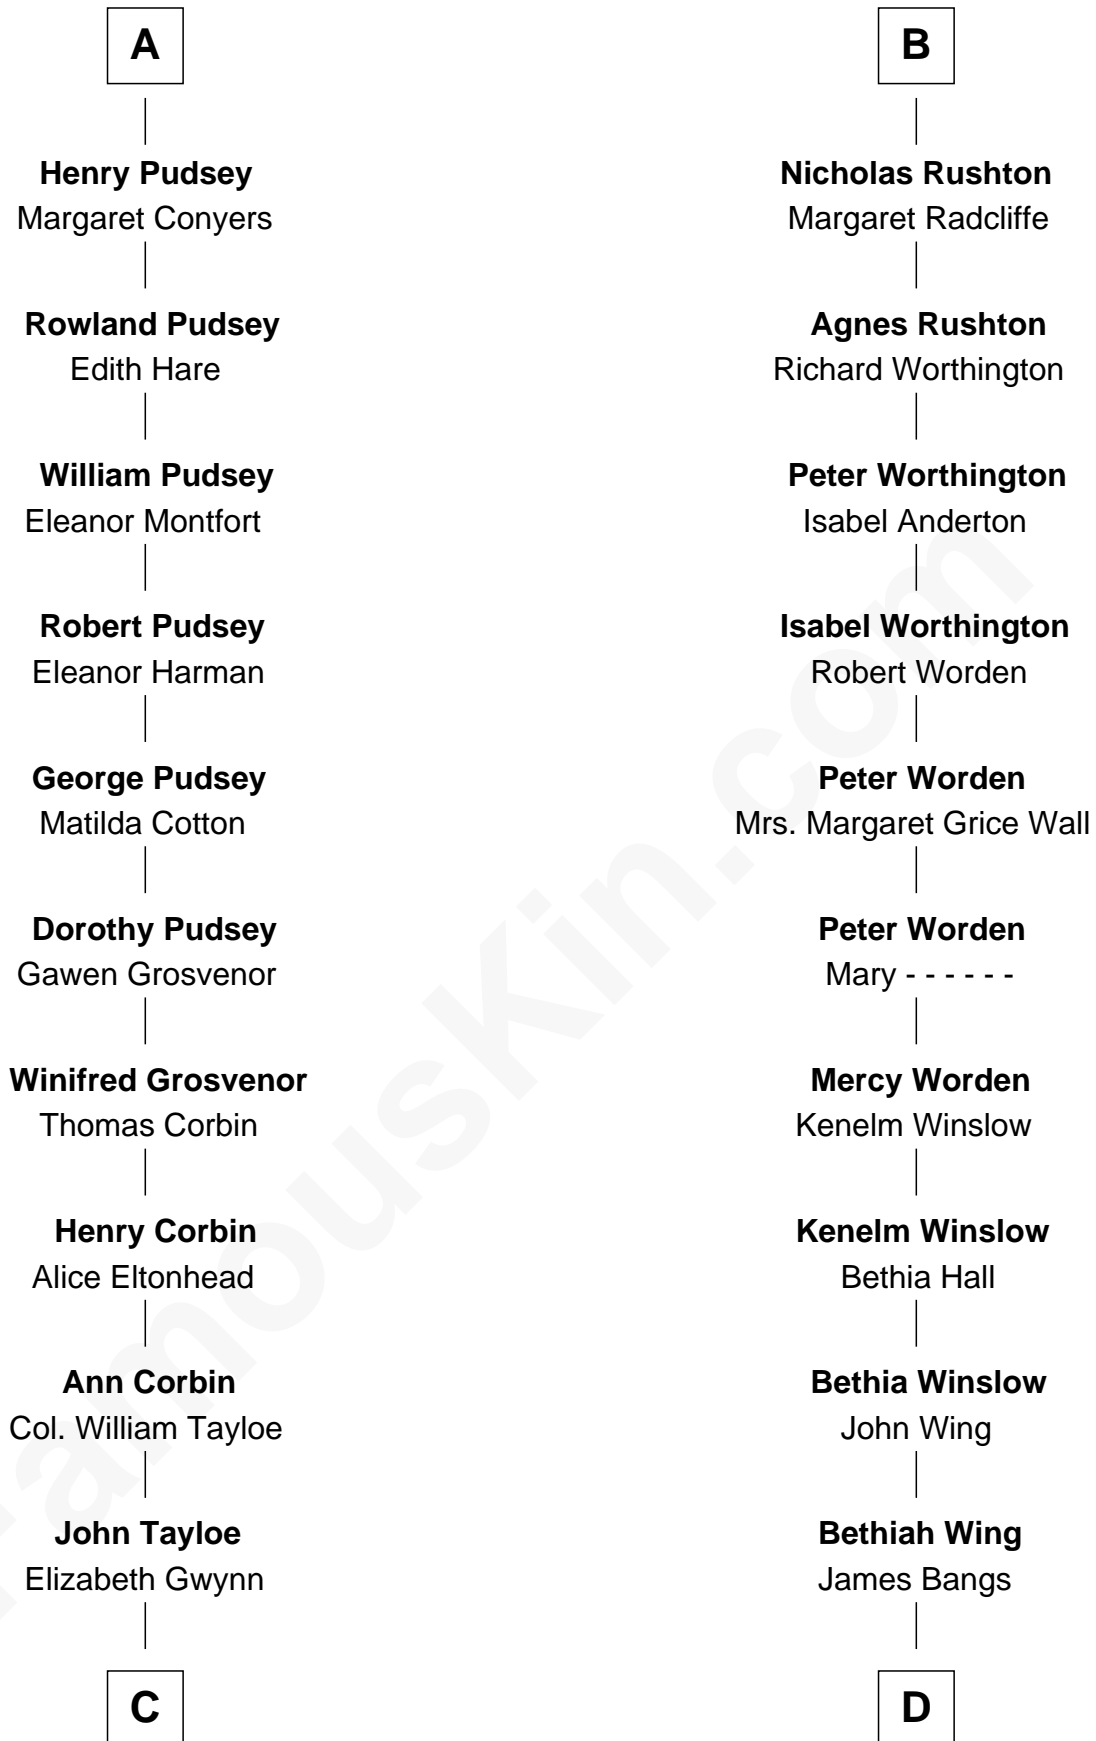 A
Henry Pudsey
Margaret Conyers
Rowland Pudsey
Edith Hare
William Pudsey
Eleanor Montfort
Robert Pudsey
Eleanor Harman
George Pudsey
Matilda Cotton
Dorothy Pudsey
Gawen Grosvenor
Winifred Grosvenor
Thomas Corbin
Henry Corbin
Alice Eltonhead
Ann Corbin
Col. William Tayloe
John Tayloe
Elizabeth Gwynn
C
B
Nicholas Rushton
Margaret Radcliffe
Agnes Rushton
Richard Worthington
Peter Worthington
Isabel Anderton
Isabel Worthington
Robert Worden
Peter Worden
Mrs. Margaret Grice Wall
Peter Worden
Mary - - - - - -
Mercy Worden
Kenelm Winslow
Kenelm Winslow
Bethia Hall
Bethia Winslow
John Wing
Bethiah Wing
James Bangs
D
FamousKin.com